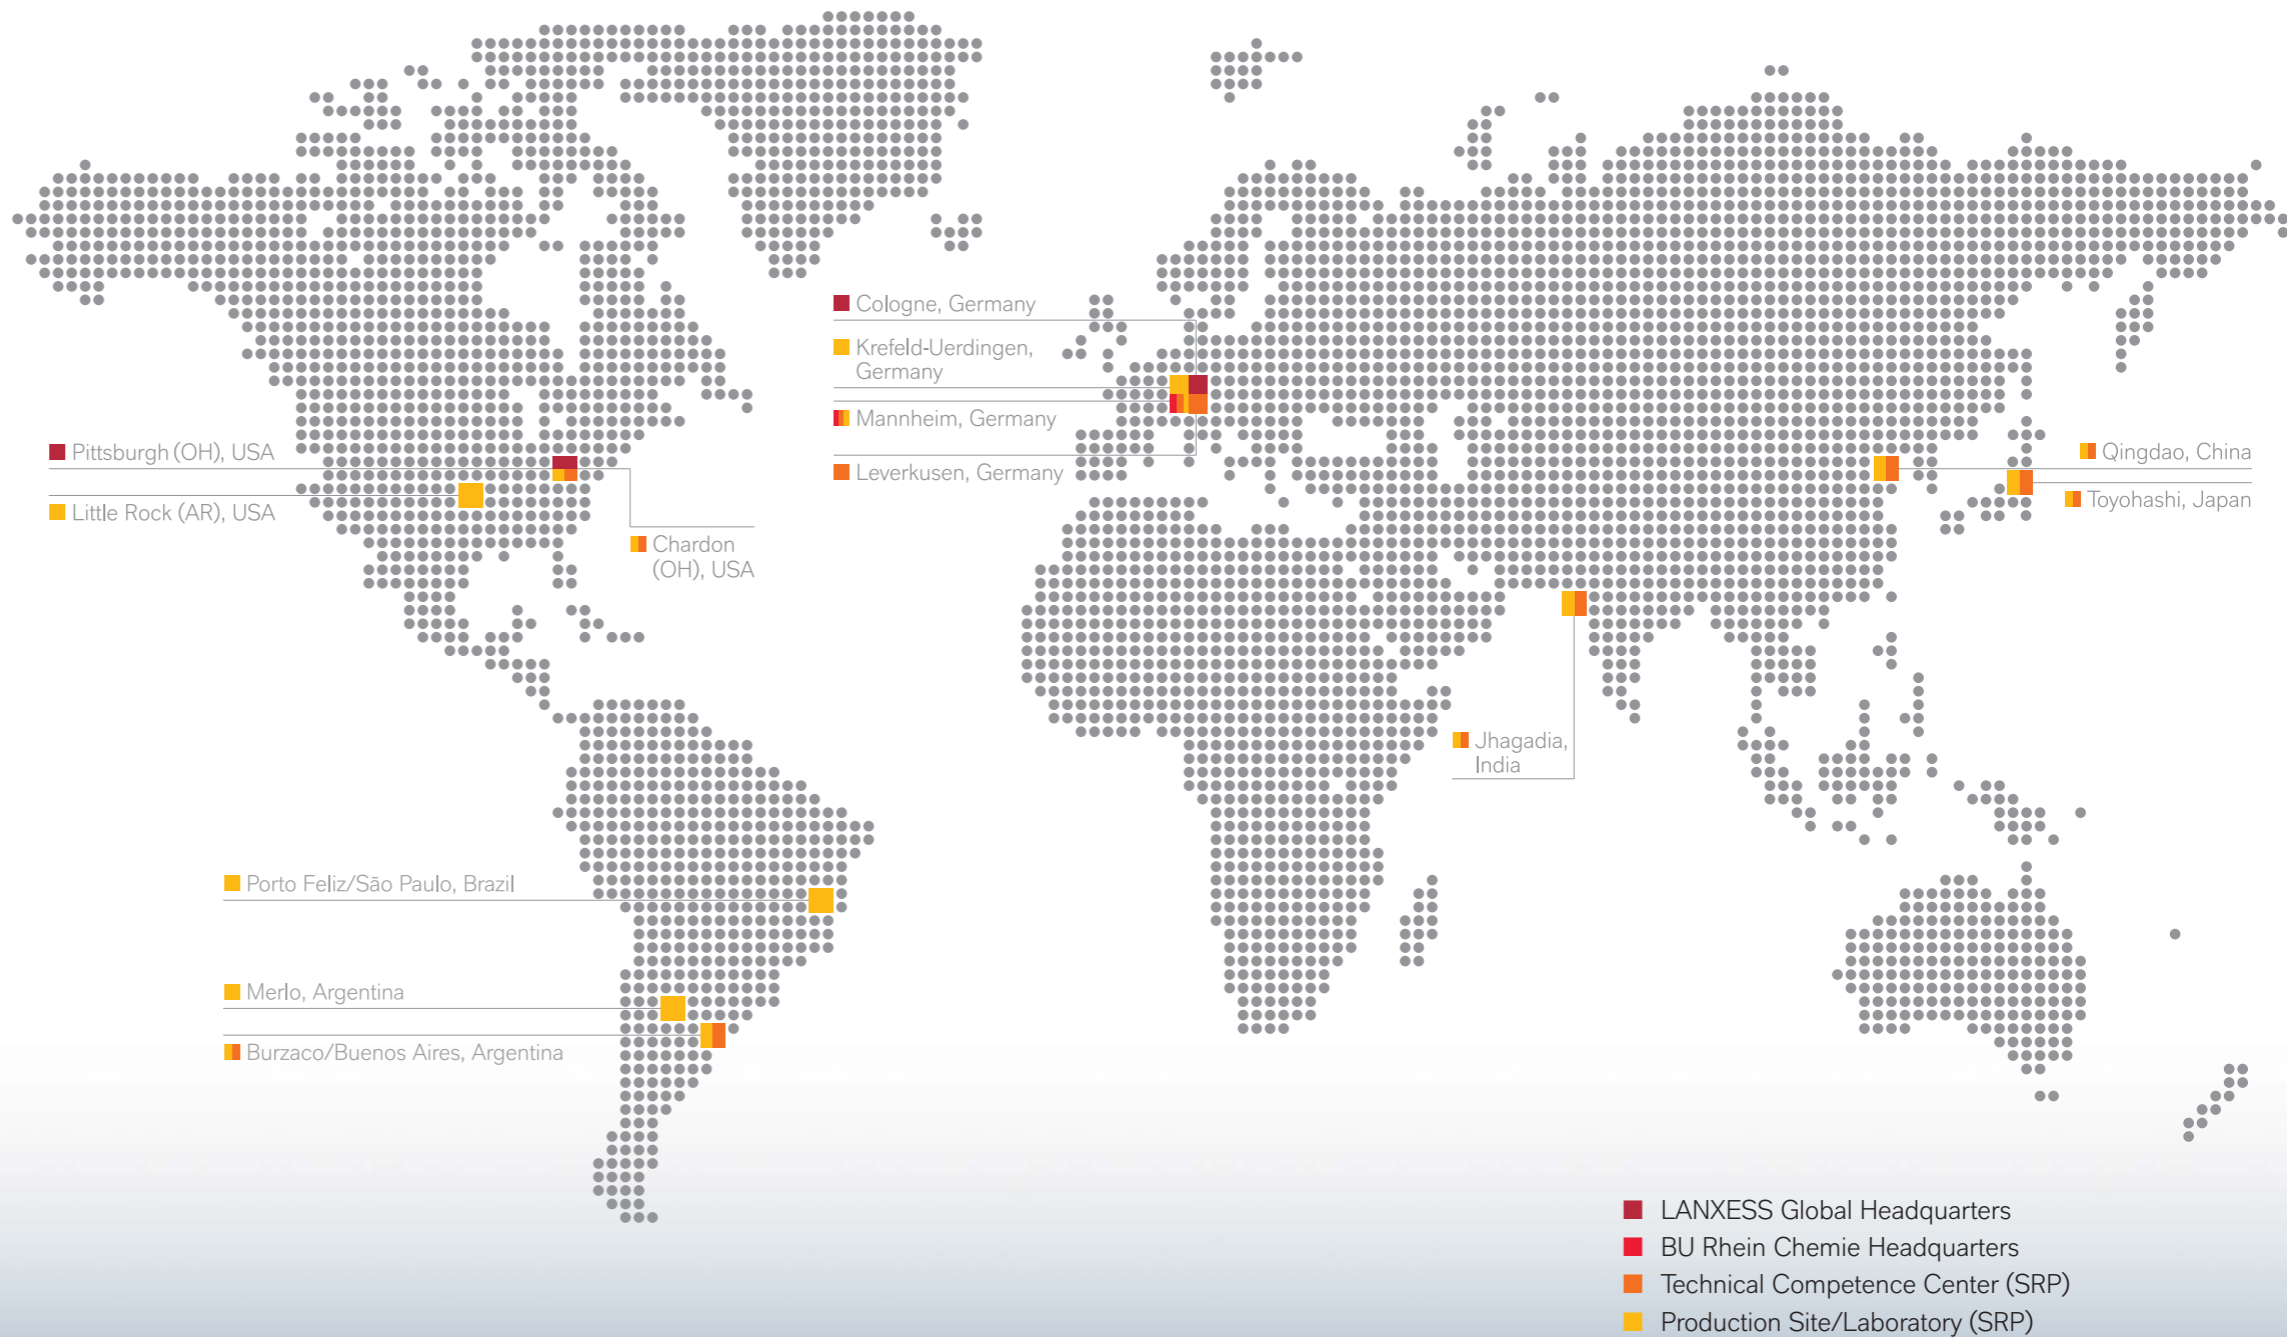 Cologne, Germany
Krefeld-Uerdingen,
Germany
Mannheim, Germany
Leverkusen, Germany
Pittsburgh (OH), USA
Little Rock (AR), USA
Chardon
(OH), USA
Qingdao, China
Toyohashi, Japan
Jhagadia,
India
Porto Feliz/São Paulo, Brazil
Merlo, Argentina
Burzaco/Buenos Aires, Argentina
LANXESS Global Headquarters
BU Rhein Chemie Headquarters
Technical Competence Center (SRP)
Production Site/Laboratory (SRP)